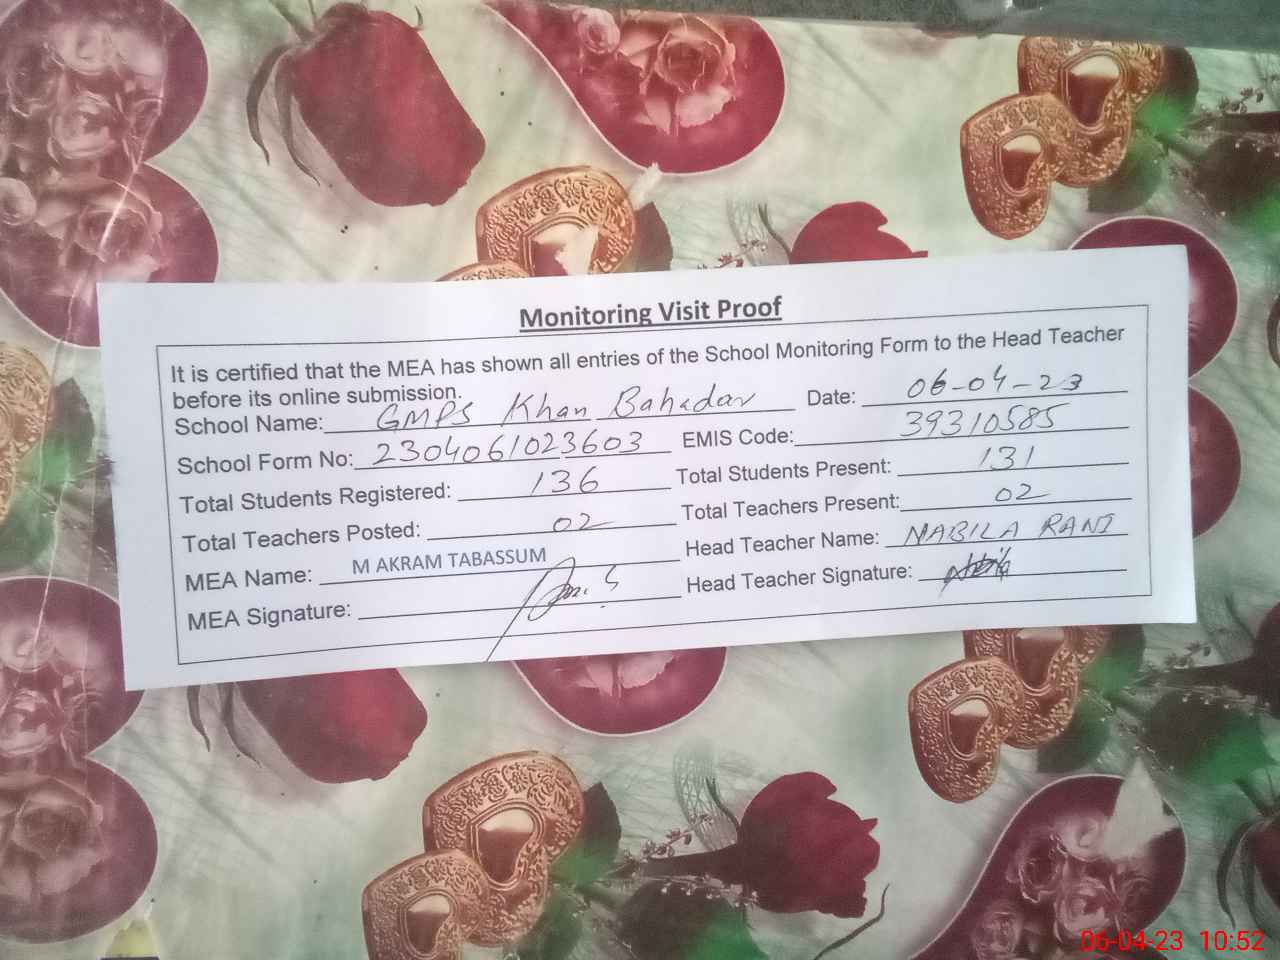 Monitoring Visit Proof
It is certified that the MEA has shown all entries of the School Monitoring Form to the Head Teacher
before its online submission.
School Name: GMPS Khan Bahadar Date: 06-04-23
School Form No: 2304061023603 EMIS Code: 39310585
Total Students Registered: 136 Total Students Present: 131
Total Teachers Posted: 02 Total Teachers Present: 02
MEA Name: M AKRAM TABASSUM Head Teacher Name: NABILA RANI
MEA Signature: Head Teacher Signature:
06-04-23 10:52